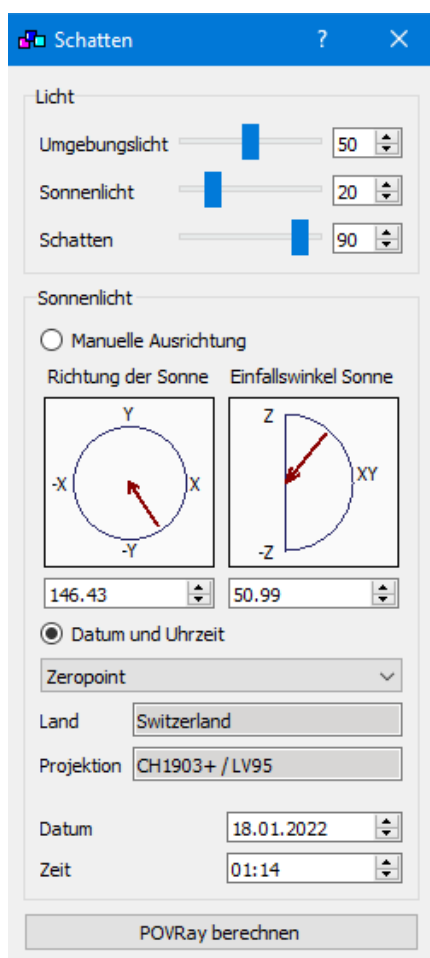 Schatten ? ×
Licht
Umgebungslicht 50
Sonnenlicht 20
Schatten 90
Sonnenlicht
Manuelle Ausrichtung
Richtung der Sonne Einfallswinkel Sonne
Y Z
-X X XY
-Y -Z
146.43 50.99
Datum und Uhrzeit
Zeropoint
Land Switzerland
Projektion CH1903+ / LV95
Datum 18.01.2022
Zeit 01:14
POVRay berechnen